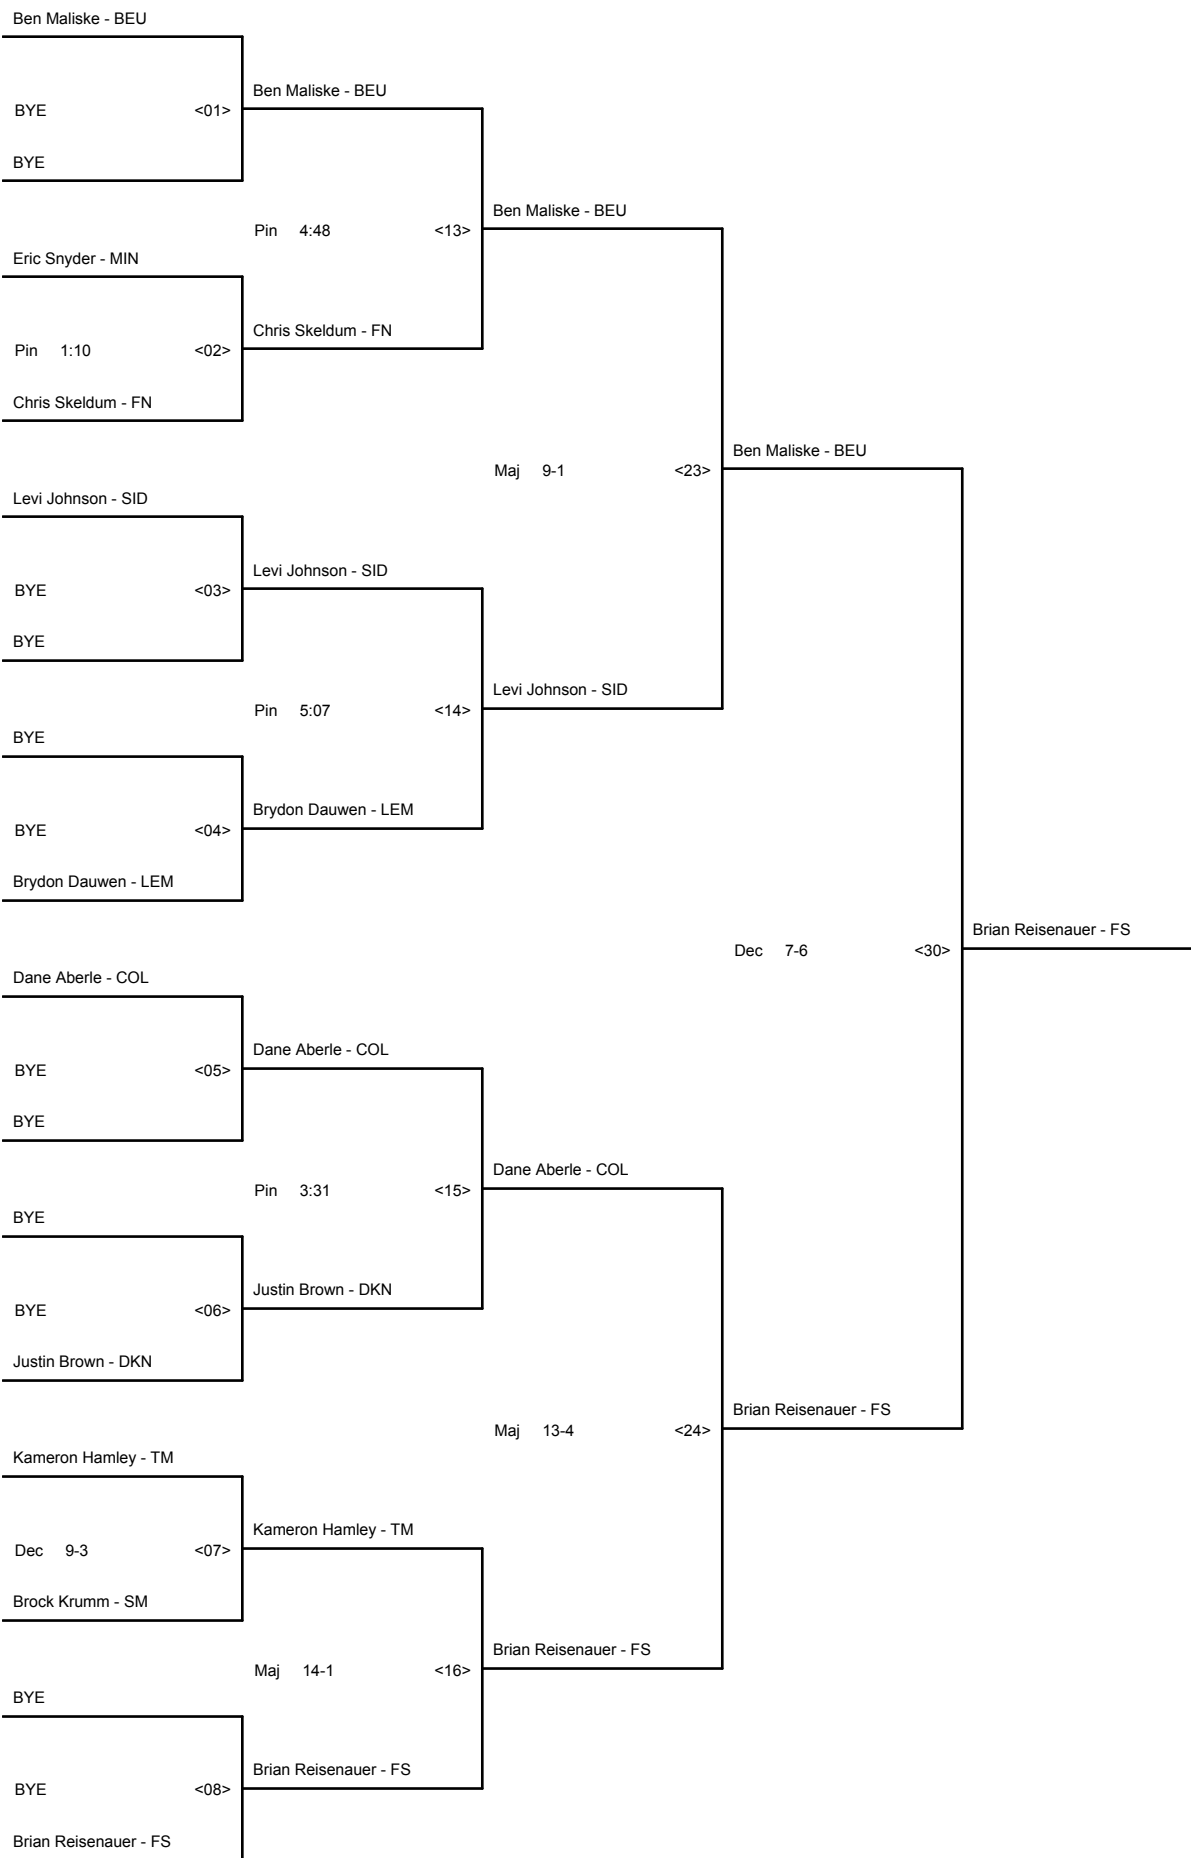 Ben Maliske - BEU
Ben Maliske - BEU
BYE <01>
BYE
Ben Maliske - BEU
Pin 4:48 <13>
Eric Snyder - MIN
Chris Skeldum - FN
Pin 1:10 <02>
Chris Skeldum - FN
Ben Maliske - BEU
Maj 9-1 <23>
Levi Johnson - SID
Levi Johnson - SID
BYE <03>
BYE
Levi Johnson - SID
Pin 5:07 <14>
BYE
Brydon Dauwen - LEM
BYE <04>
Brydon Dauwen - LEM
Brian Reisenauer - FS
Dec 7-6 <30>
Dane Aberle - COL
Dane Aberle - COL
BYE <05>
BYE
Dane Aberle - COL
Pin 3:31 <15>
BYE
Justin Brown - DKN
BYE <06>
Justin Brown - DKN
Brian Reisenauer - FS
Maj 13-4 <24>
Kameron Hamley - TM
Kameron Hamley - TM
Dec 9-3 <07>
Brock Krumm - SM
Brian Reisenauer - FS
Maj 14-1 <16>
BYE
Brian Reisenauer - FS
BYE <08>
Brian Reisenauer - FS